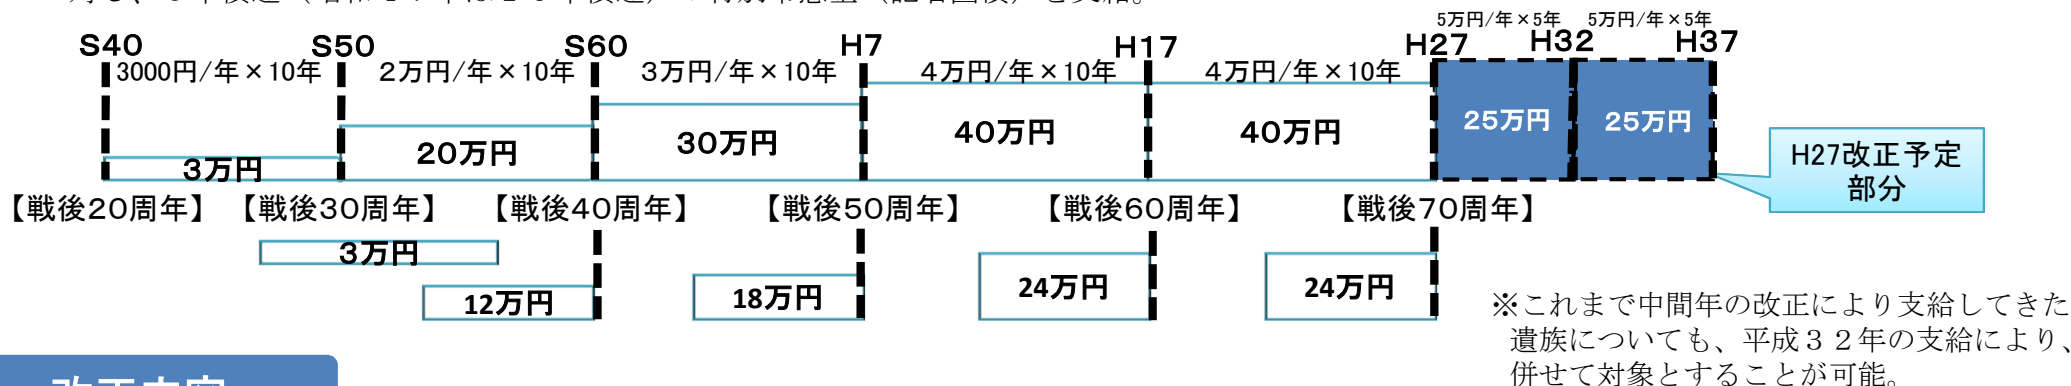 5万円/年×5年 5万円/年×5年
S40 S50 S60 H7 H17 H27 H32 H37
3000円/年×10年 2万円/年×10年 3万円/年×10年 4万円/年×10年 4万円/年×10年
3万円 20万円 30万円 40万円 40万円 25万円 25万円
H27改正予定
部分
【戦後20周年】 【戦後30周年】 【戦後40周年】 【戦後50周年】 【戦後60周年】 【戦後70周年】
3万円
12万円 18万円 24万円 24万円
※これまで中間年の改正により支給してきた
遺族についても、平成32年の支給により、
併せて対象とすることが可能。